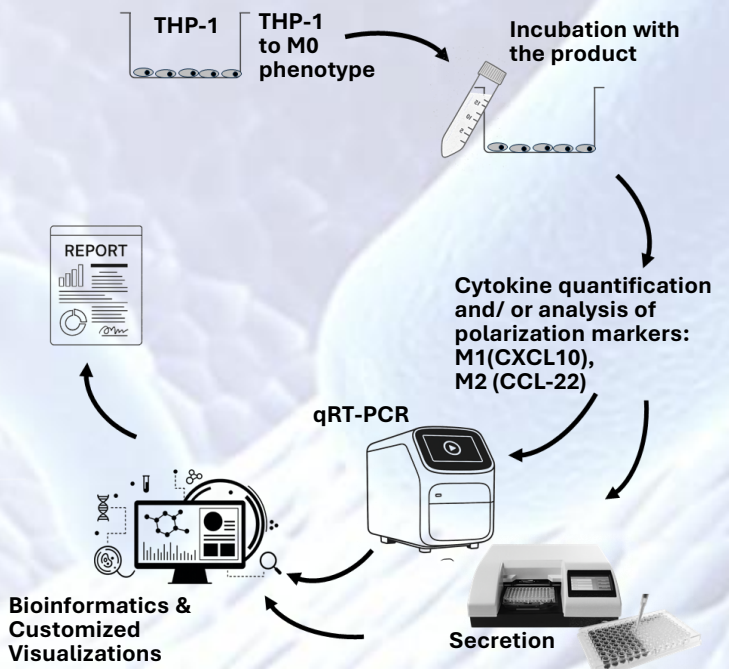 THP-1
THP-1
to M0
phenotype
Incubation with
the product
REPORT
Cytokine quantification
and/ or analysis of
polarization markers:
M1(CXCL10),
M2 (CCL-22)
qRT-PCR
Bioinformatics &
Customized
Visualizations
Secretion